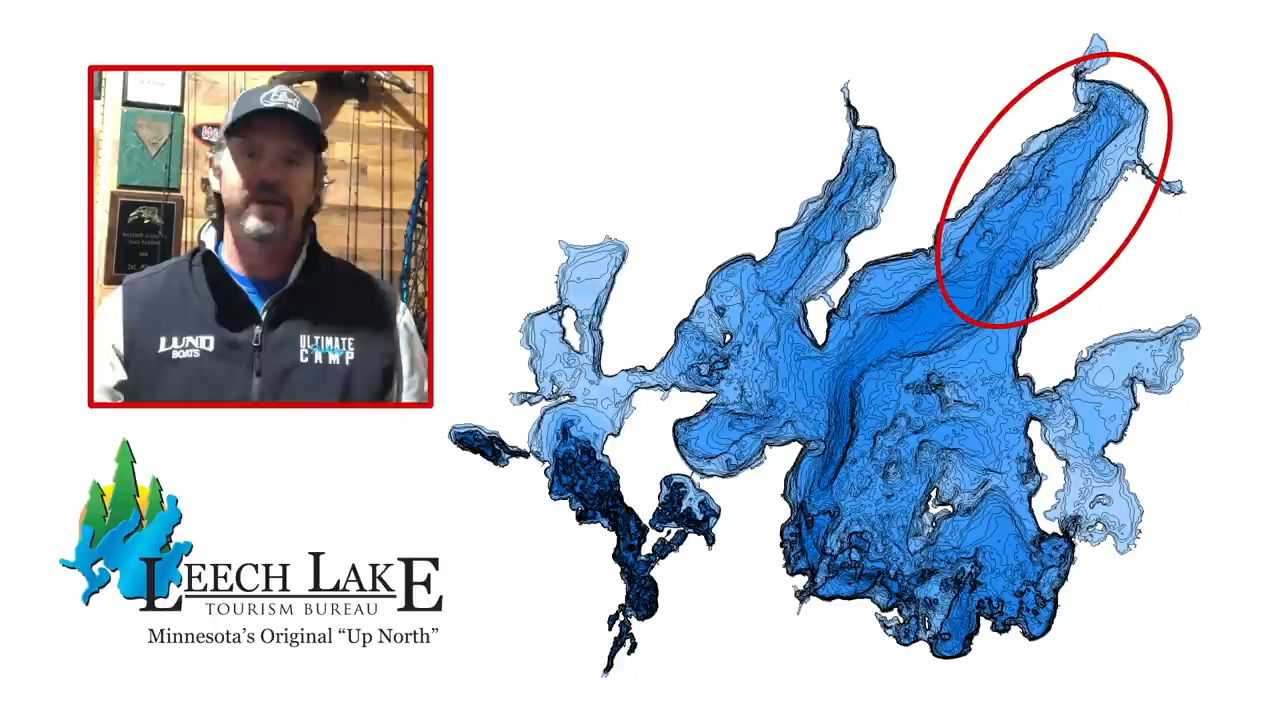 LUND
BOATS
ULTIMATE
CAMP
LEECH LAKE
TOURISM BUREAU
Minnesota's Original “Up North”